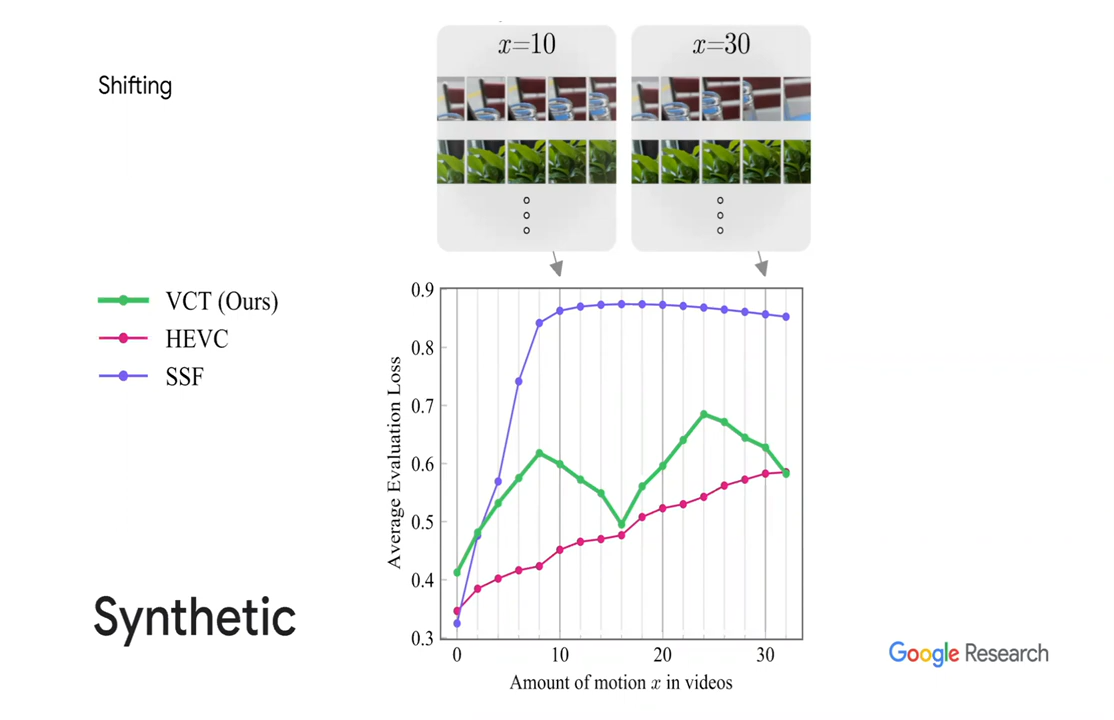 Shifting
x=10
x=30
VCT (Ours)
HEVC
SSF
Average Evaluation Loss
0.9
0.8
0.7
0.6
0.5
0.4
0.3
0 10 20 30
Amount of motion x in videos
Synthetic
Google Research